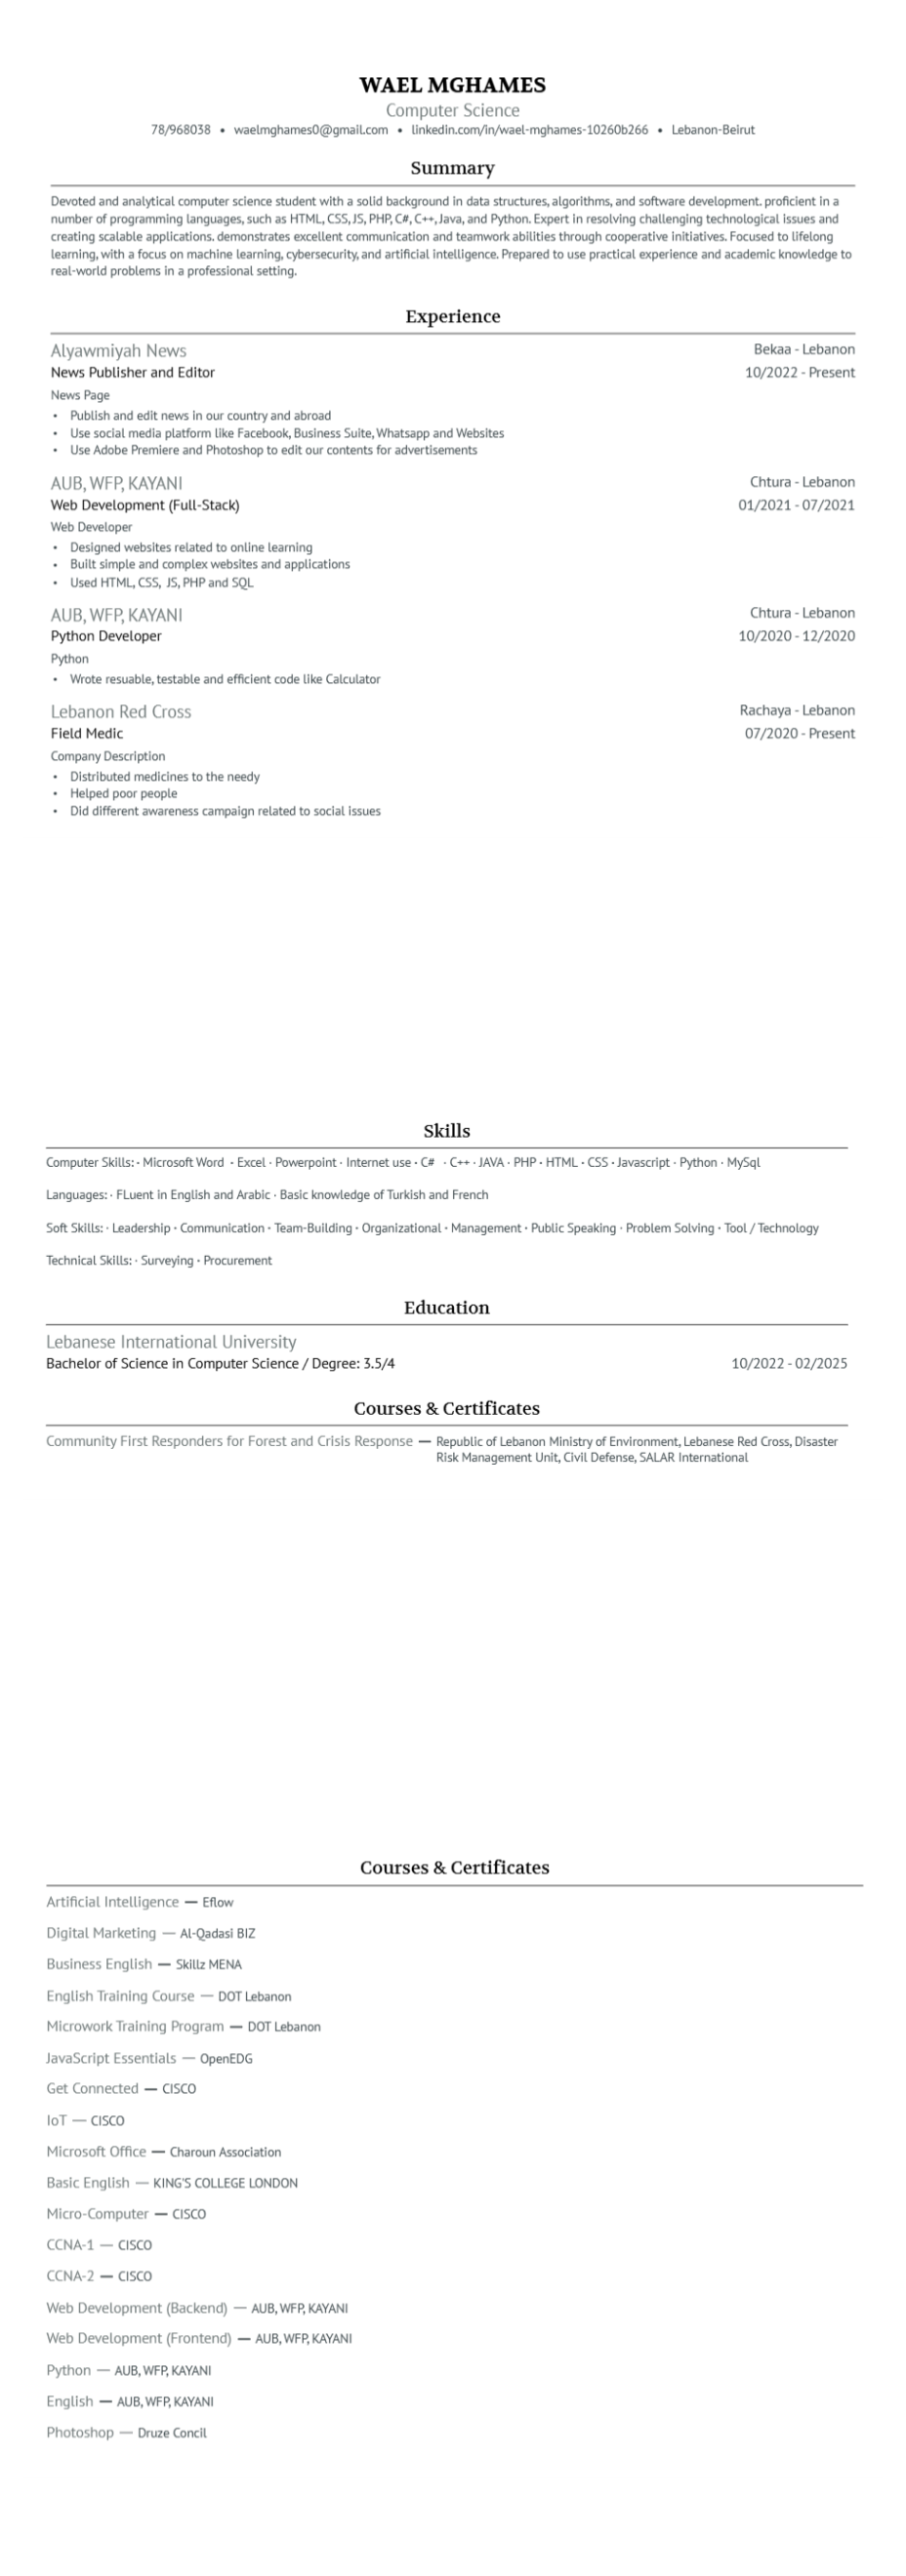 WAEL MGHAMES
Computer Science
78/968038 • waelmghames0@gmail.com • linkedin.com/in/wael-mghames-10260b266 • Lebanon-Beirut
Summary
Devoted and analytical computer science student with a solid background in data structures, algorithms, and software development. proficient in a
number of programming languages, such as HTML, CSS, JS, PHP, C#, C++, Java, and Python. Expert in resolving challenging technological issues and
creating scalable applications. demonstrates excellent communication and teamwork abilities through cooperative initiatives. Focused to lifelong
learning, with a focus on machine learning, cybersecurity, and artificial intelligence. Prepared to use practical experience and academic knowledge to
real-world problems in a professional setting.
Experience
Alyawmiyah News Bekaa - Lebanon
News Publisher and Editor 10/2022 - Present
News Page
• Publish and edit news in our country and abroad
• Use social media platform like Facebook, Business Suite, Whatsapp and Websites
• Use Adobe Premiere and Photoshop to edit our contents for advertisements
AUB, WFP, KAYANI Chtura - Lebanon
Web Development (Full-Stack) 01/2021 - 07/2021
Web Developer
• Designed websites related to online learning
• Built simple and complex websites and applications
• Used HTML, CSS, JS, PHP and SQL
AUB, WFP, KAYANI Chtura - Lebanon
Python Developer 10/2020 - 12/2020
Python
• Wrote resuable, testable and efficient code like Calculator
Lebanon Red Cross Rachaya - Lebanon
Field Medic 07/2020 - Present
Company Description
• Distributed medicines to the needy
• Helped poor people
• Did different awareness campaign related to social issues
Skills
Computer Skills: · Microsoft Word · Excel · Powerpoint · Internet use · C# · C++ · JAVA · PHP · HTML · CSS · Javascript · Python · MySql
Languages: · FLuent in English and Arabic · Basic knowledge of Turkish and French
Soft Skills: · Leadership · Communication · Team-Building · Organizational · Management · Public Speaking · Problem Solving · Tool / Technology
Technical Skills: · Surveying · Procurement
Education
Lebanese International University
Bachelor of Science in Computer Science / Degree: 3.5/4 10/2022 - 02/2025
Courses & Certificates
Community First Responders for Forest and Crisis Response — Republic of Lebanon Ministry of Environment, Lebanese Red Cross, Disaster
Risk Management Unit, Civil Defense, SALAR International
Courses & Certificates
Artificial Intelligence — Eflow
Digital Marketing — Al-Qadasi BIZ
Business English — Skillz MENA
English Training Course — DOT Lebanon
Microwork Training Program — DOT Lebanon
JavaScript Essentials — OpenEDG
Get Connected — CISCO
IoT — CISCO
Microsoft Office — Charoun Association
Basic English — KING'S COLLEGE LONDON
Micro-Computer — CISCO
CCNA-1 — CISCO
CCNA-2 — CISCO
Web Development (Backend) — AUB, WFP, KAYANI
Web Development (Frontend) — AUB, WFP, KAYANI
Python — AUB, WFP, KAYANI
English — AUB, WFP, KAYANI
Photoshop — Druze Concil